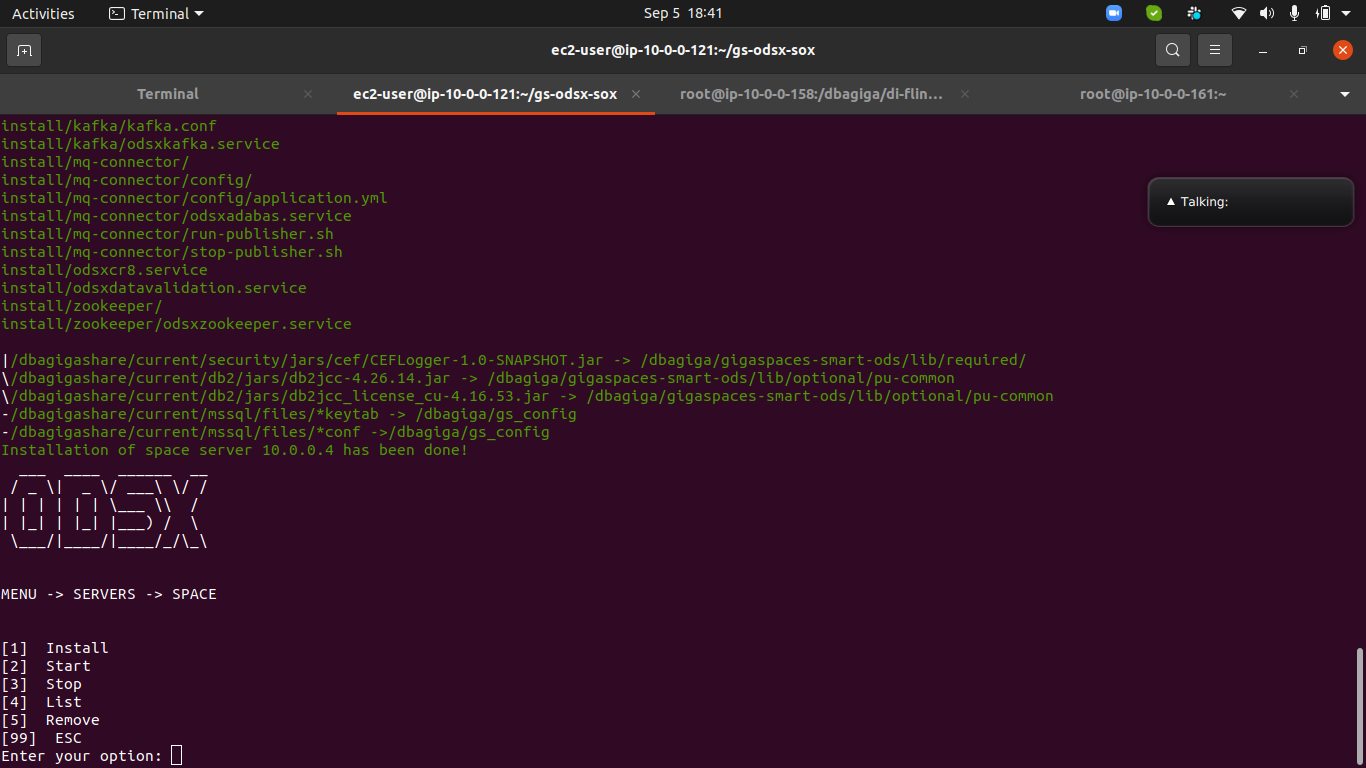 Activities
Terminal
Sep 5 18:41
ec2-user@ip-10-0-0-121:~/gs-odsx-sox
Terminal
ec2-user@ip-10-0-0-121:~/gs-odsx-sox
root@ip-10-0-0-158:/dbagiga/di-flin...
root@ip-10-0-0-161:~
install/kafka/kafka.conf
install/kafka/odsxkafka.service
install/mq-connector/
install/mq-connector/config/
install/mq-connector/config/application.yml
install/mq-connector/odsxadabas.service
install/mq-connector/run-publisher.sh
install/mq-connector/stop-publisher.sh
install/odsxcr8.service
install/odsxdatavalidation.service
install/zookeeper/
install/zookeeper/odsxzookeeper.service
▲ Talking:
|/dbagigashare/current/security/jars/cef/CEFLogger-1.0-SNAPSHOT.jar -> /dbagiga/gigaspaces-smart-ods/lib/required/
\/dbagigashare/current/db2/jars/db2jcc-4.26.14.jar -> /dbagiga/gigaspaces-smart-ods/lib/optional/pu-common
\/dbagigashare/current/db2/jars/db2jcc_license_cu-4.16.53.jar -> /dbagiga/gigaspaces-smart-ods/lib/optional/pu-common
-/dbagigashare/current/mssql/files/*keytab -> /dbagiga/gs_config
-/dbagigashare/current/mssql/files/*conf ->/dbagiga/gs_config
Installation of space server 10.0.0.4 has been done!
ODSX
MENU -> SERVERS -> SPACE
[1]  Install
[2]  Start
[3]  Stop
[4]  List
[5]  Remove
[99]  ESC
Enter your option: